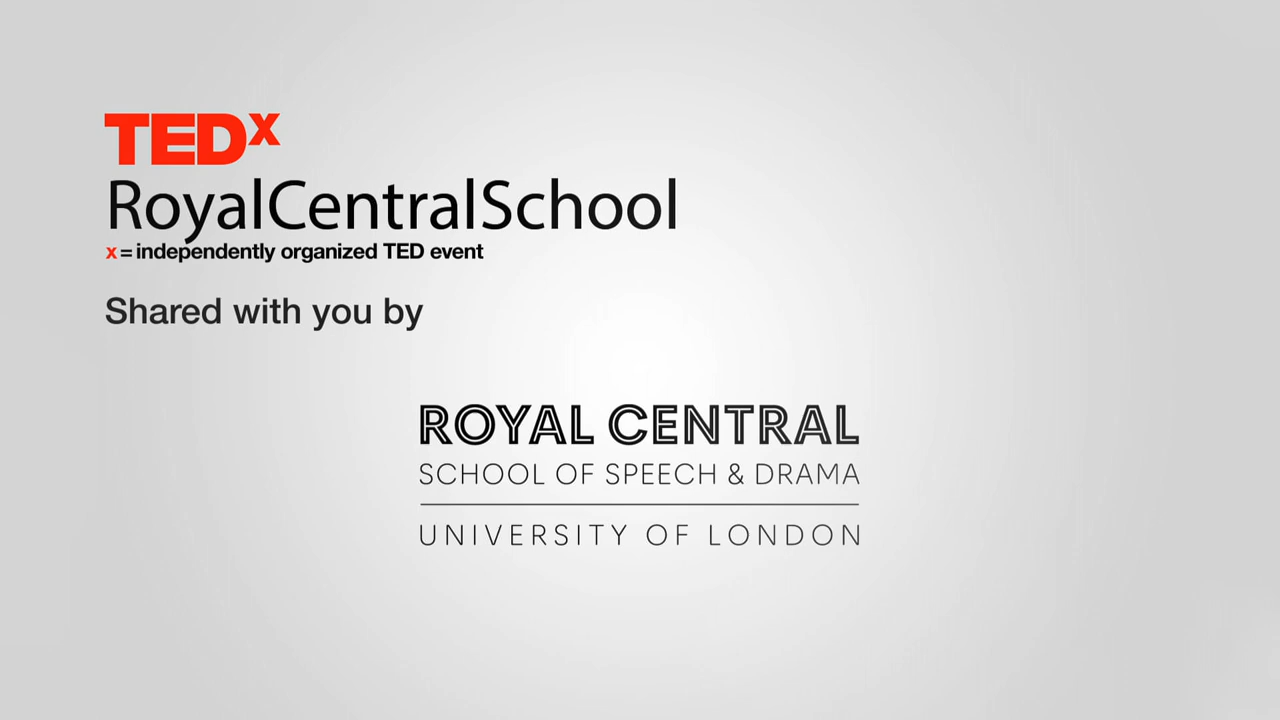 TEDx
RoyalCentralSchool
x = independently organized TED event
Shared with you by
ROYAL CENTRAL
SCHOOL OF SPEECH & DRAMA
UNIVERSITY OF LONDON